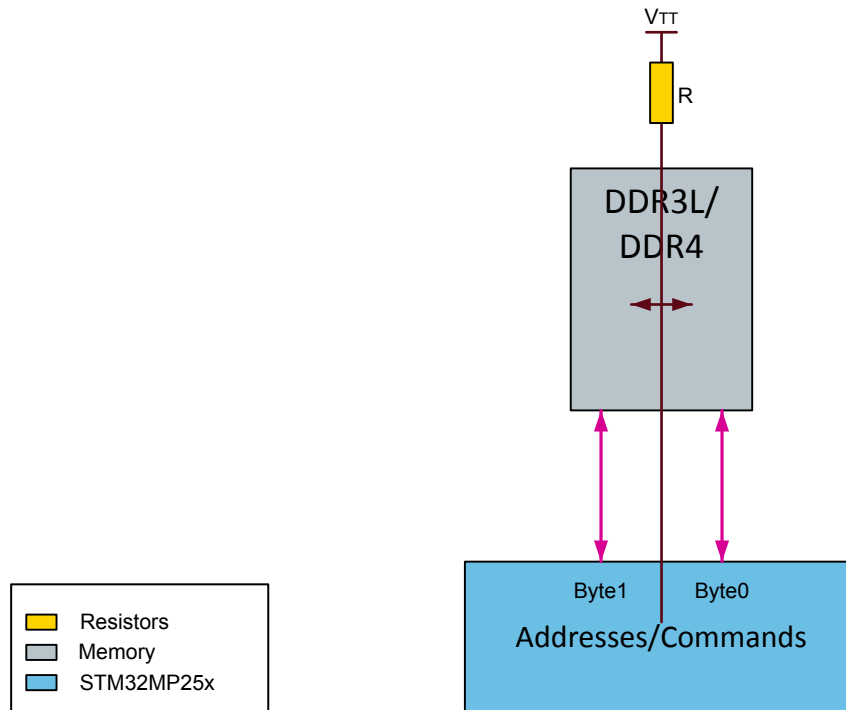 VTT
R
DDR3L/
DDR4
Byte1 Byte0
Addresses/Commands
Resistors
Memory
STM32MP25x